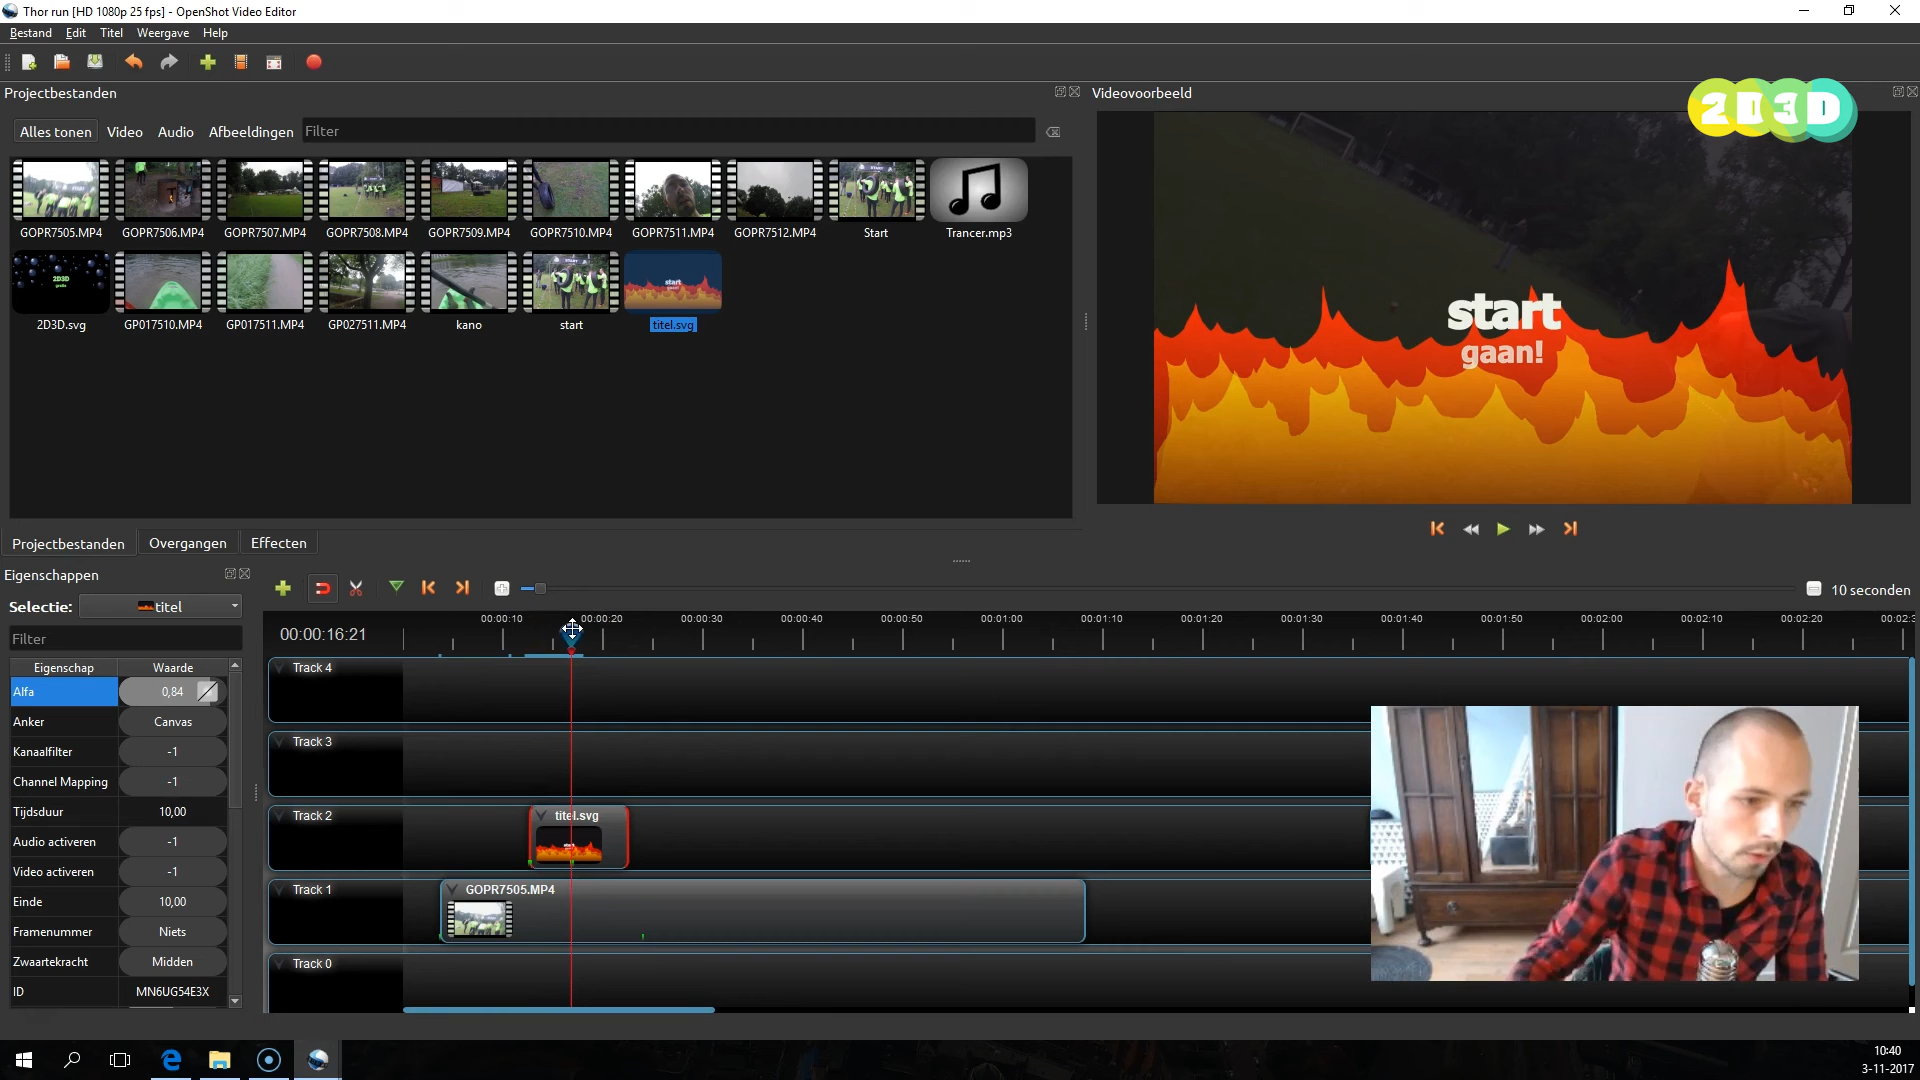 Thor run [HD 1080p 25 fps] - OpenShot Video Editor
Bestand Edit Titel Weergave Help
Projectbestanden
Videovoorbeeld
2D3D
Alles tonen Video Audio Afbeeldingen Filter
GOPR7505.MP4 GOPR7506.MP4 GOPR7507.MP4 GOPR7508.MP4 GOPR7509.MP4 GOPR7510.MP4 GOPR7511.MP4 GOPR7512.MP4 Start Trancer.mp3
2D3D.svg GP017510.MP4 GP017511.MP4 GP027511.MP4 kano start titel.svg
start
gaan!
Projectbestanden Overgangen Effecten
Eigenschappen
Selectie: titel
Filter
Eigenschap Waarde
Alfa 0,84
Anker Canvas
Kanaalfilter -1
Channel Mapping -1
Tijdsduur 10,00
Audio activeren -1
Video activeren -1
Einde 10,00
Framenummer Niets
Zwaartekracht Midden
ID MN6UG54E3X
10 seconden
00:00:16:21
00:00:10 00:00:20 00:00:30 00:00:40 00:00:50 00:01:00 00:01:10 00:01:20 00:01:30 00:01:40 00:01:50 00:02:00 00:02:10 00:02:20
Track 4
Track 3
Track 2
titel.svg
Track 1
GOPR7505.MP4
Track 0
10:40
3-11-2017